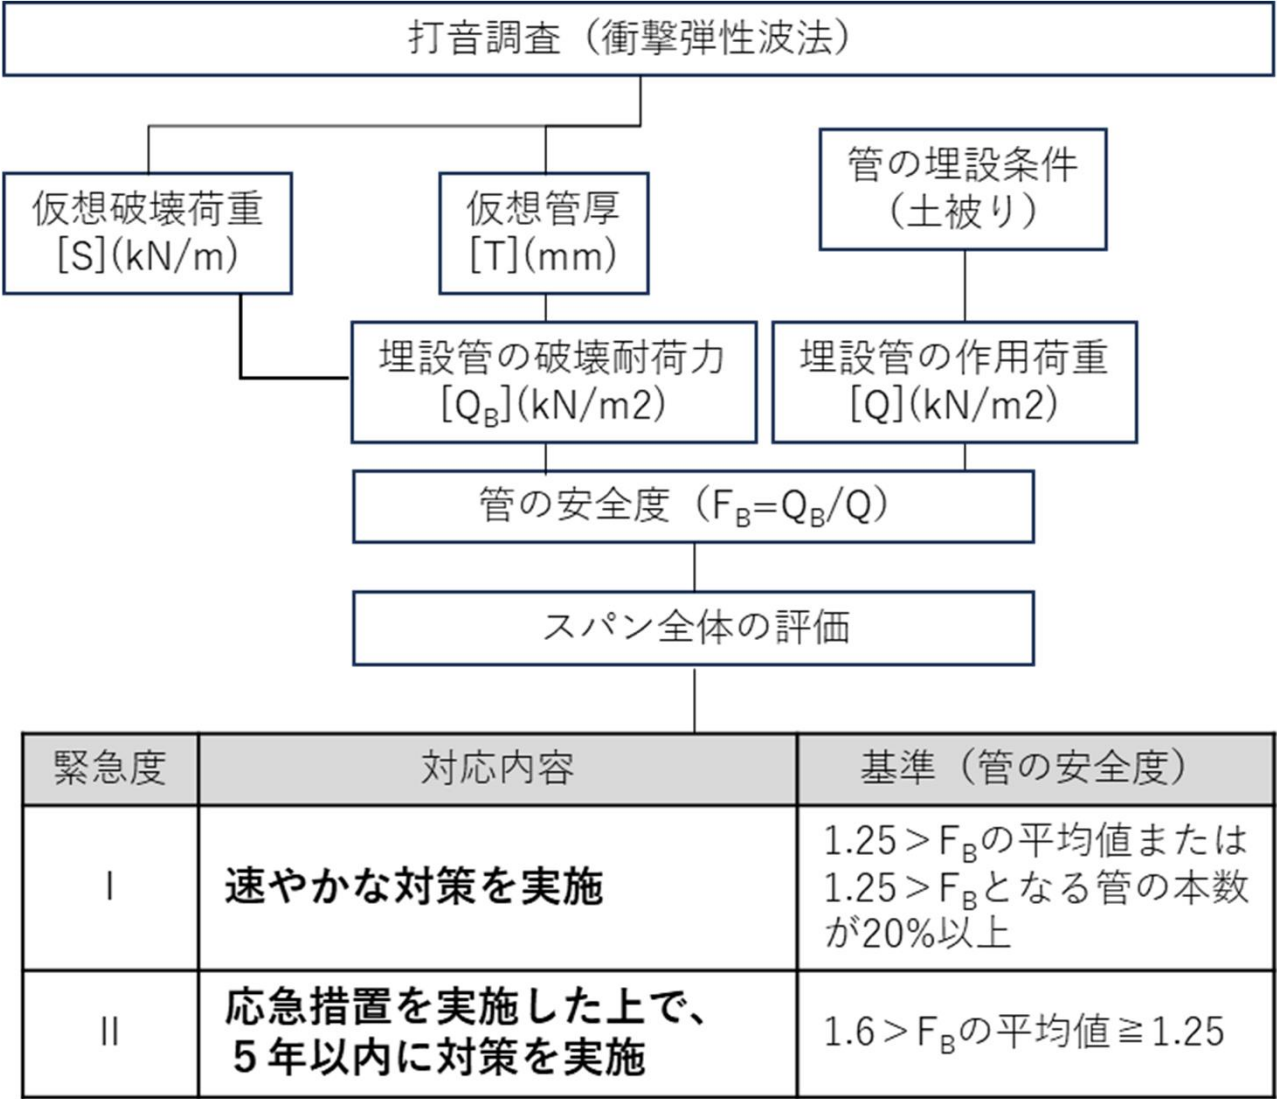 打音調査（衝撃弾性波法）
仮想破壊荷重
[S](kN/m)
仮想管厚
[T](mm)
管の埋設条件
（土被り）
埋設管の破壊耐荷力
[QB](kN/m2)
埋設管の作用荷重
[Q](kN/m2)
管の安全度（FB=QB/Q）
スパン全体の評価
緊急度
対応内容
基準（管の安全度）
Ⅰ
速やかな対策を実施
1.25＞FBの平均値または
1.25＞FBとなる管の本数
が20%以上
Ⅱ
応急措置を実施した上で、
５年以内に対策を実施
1.6＞FBの平均値≧1.25